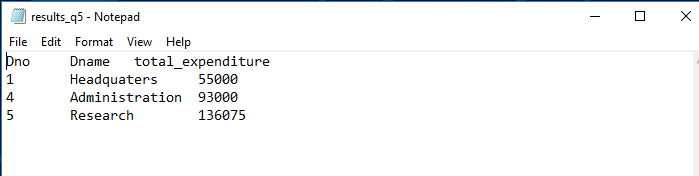 results_q5 - Notepad
File Edit Format View Help
Dno Dname total_expenditure
1 Headquaters 55000
4 Administration 93000
5 Research 136075